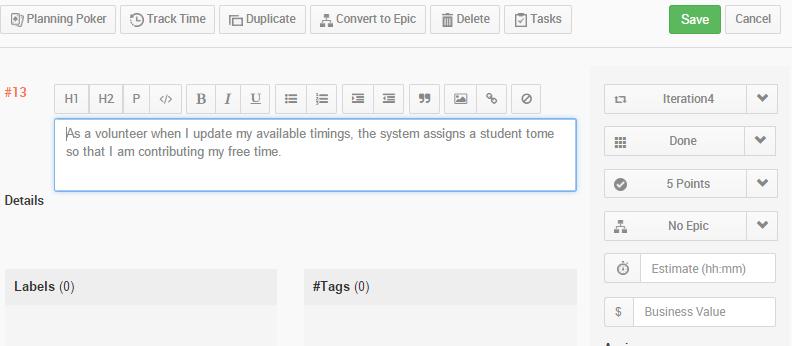 Planning Poker Track Time Duplicate Convert to Epic Delete Tasks Save Cancel
#13 H1 H2 P </> B I U
As a volunteer when I update my available timings, the system assigns a student tome
so that I am contributing my free time.
Details
Labels (0) #Tags (0)
Iteration4
Done
5 Points
No Epic
Estimate (hh:mm)
$ Business Value